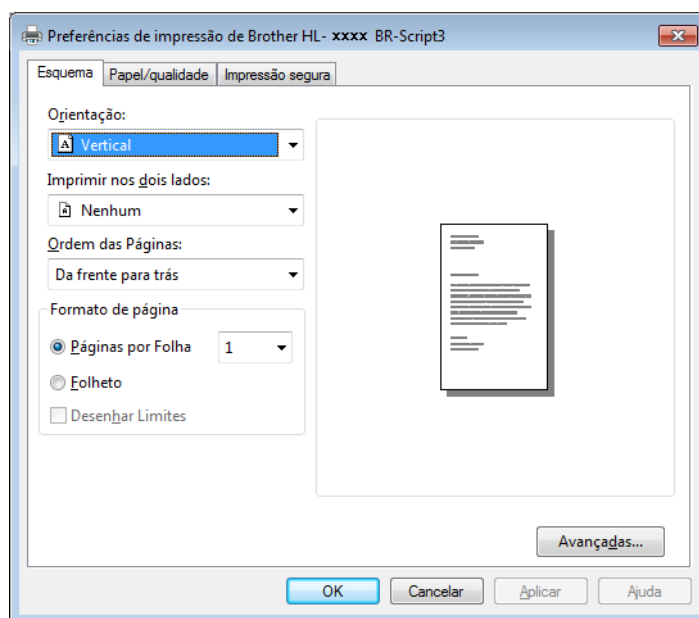 Preferências de impressão de Brother HL- xxxx BR-Script3
Esquema Papel/qualidade Impressão segura
Orientação:
A Vertical
Imprimir nos dois lados:
Nenhum
Ordem das Páginas:
Da frente para trás
Formato de página
Páginas por Folha 1
Folheto
Desenhar Limites
Avançadas...
OK Cancelar Aplicar Ajuda